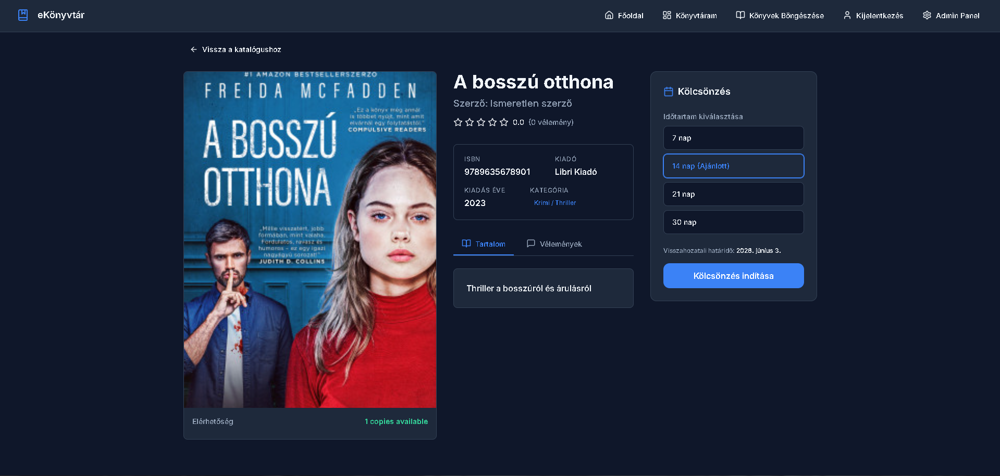 eKönyvtár
Főoldal
Könyvtáram
Könyvek Böngészése
Kijelentkezés
Admin Panel
Vissza a katalógushoz
#1 AMAZON BESTSELLERSZERZŐ
FREIDA MCFADDEN
„Ez a könyv még annál
is többet nyújt, mint amit
elvárnál egy folytatástól.”
COMPULSIVE READERS
A BOSSZÚ
OTTHONA
„Millie visszatért, jobb
formában, mint valaha.
Fordulatos, ravasz és
humoros – ez egy igazi
nagyágyú sorozat!”
JUDITH D. COLLINS
Elérhetőség
1 copies available
A bosszú otthona
Szerző: Ismeretlen szerző
0.0 (0 vélemény)
ISBN
9789635678901
KIADÓ
Libri Kiadó
KIADÁS ÉVE
2023
KATEGÓRIA
Krimi / Thriller
Tartalom
Vélemények
Thriller a bosszúról és árulásról
Kölcsönzés
Időtartam kiválasztása
7 nap
14 nap (Ajánlott)
21 nap
30 nap
Visszahozatali határidő: 2026. június 3.
Kölcsönzés indítása